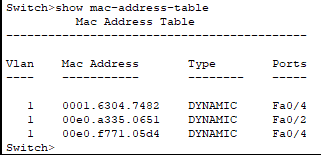 Switch>show mac-address-table
Mac Address Table
-------------------------------------------
Vlan Mac Address Type Ports
---- ----------- -------- -----
1 0001.6304.7482 DYNAMIC Fa0/4
1 00e0.a335.0651 DYNAMIC Fa0/2
1 00e0.f771.05d4 DYNAMIC Fa0/4
Switch>